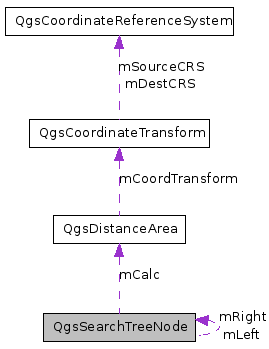 QgsCoordinateReferenceSystem
mSourceCRS
mDestCRS
QgsCoordinateTransform
mCoordTransform
QgsDistanceArea
mCalc
QgsSearchTreeNode
mRight
mLeft